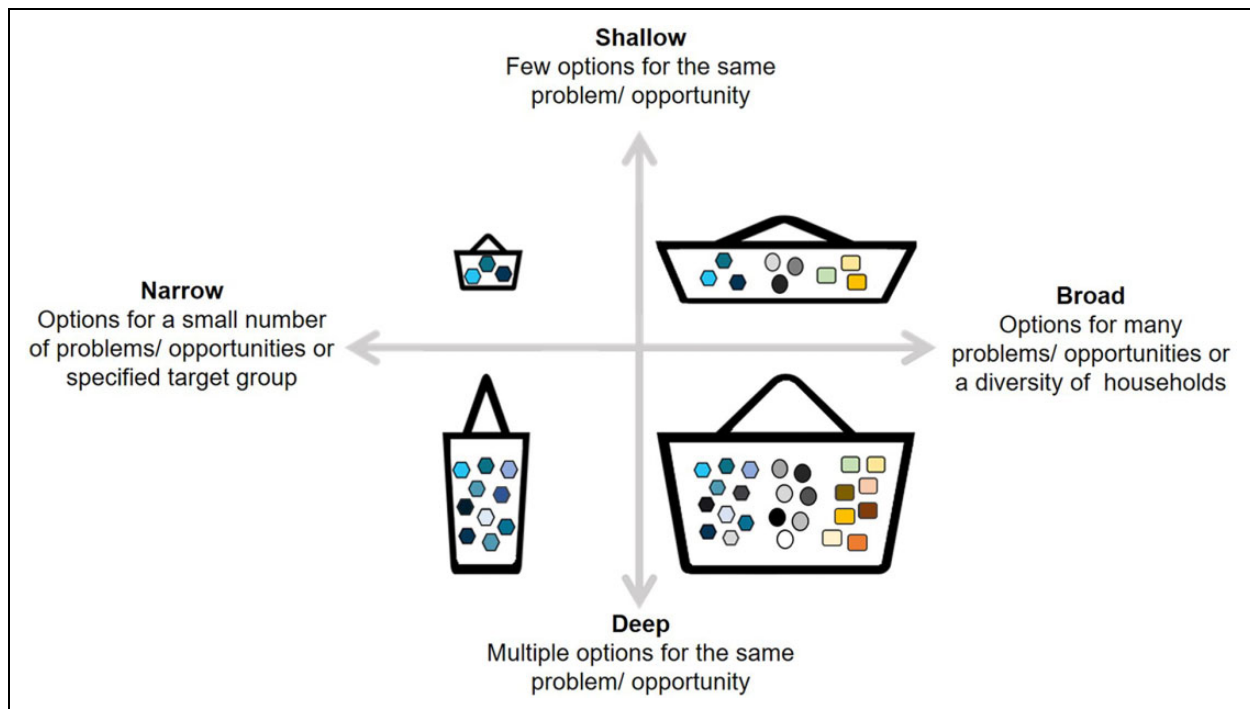 Shallow
Few options for the same
problem/ opportunity
Narrow
Options for a small number
of problems/ opportunities or
specified target group
Broad
Options for many
problems/ opportunities or
a diversity of  households
Deep
Multiple options for the same
problem/ opportunity